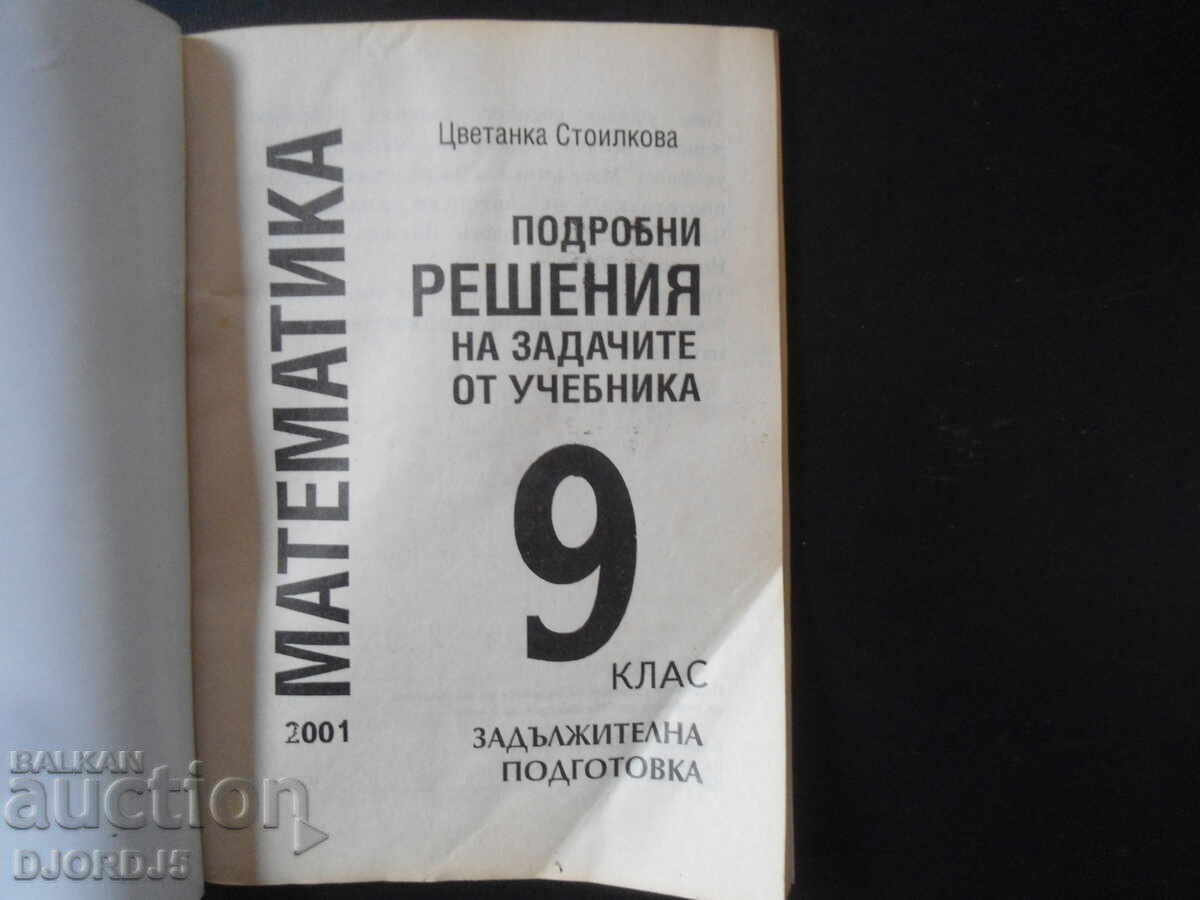 Цветанка Стоилкова
МАТЕМАТИКА
ПОДРОБНИ
РЕШЕНИЯ
НА ЗАДАЧИТЕ
ОТ УЧЕБНИКА
9
КЛАС
2001
ЗАДЪЛЖИТЕЛНА
ПОДГОТОВКА
BALKAN
auction
DJORDJ5